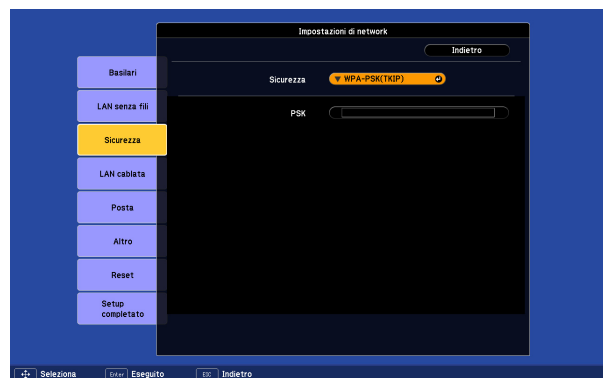 Impostazioni di network
Indietro
Basilari
LAN senza fili
Sicurezza
LAN cablata
Posta
Altro
Reset
Setup
completato
Sicurezza
WPA-PSK(TKIP)
PSK
Seleziona
Enter Eseguito
ESC Indietro